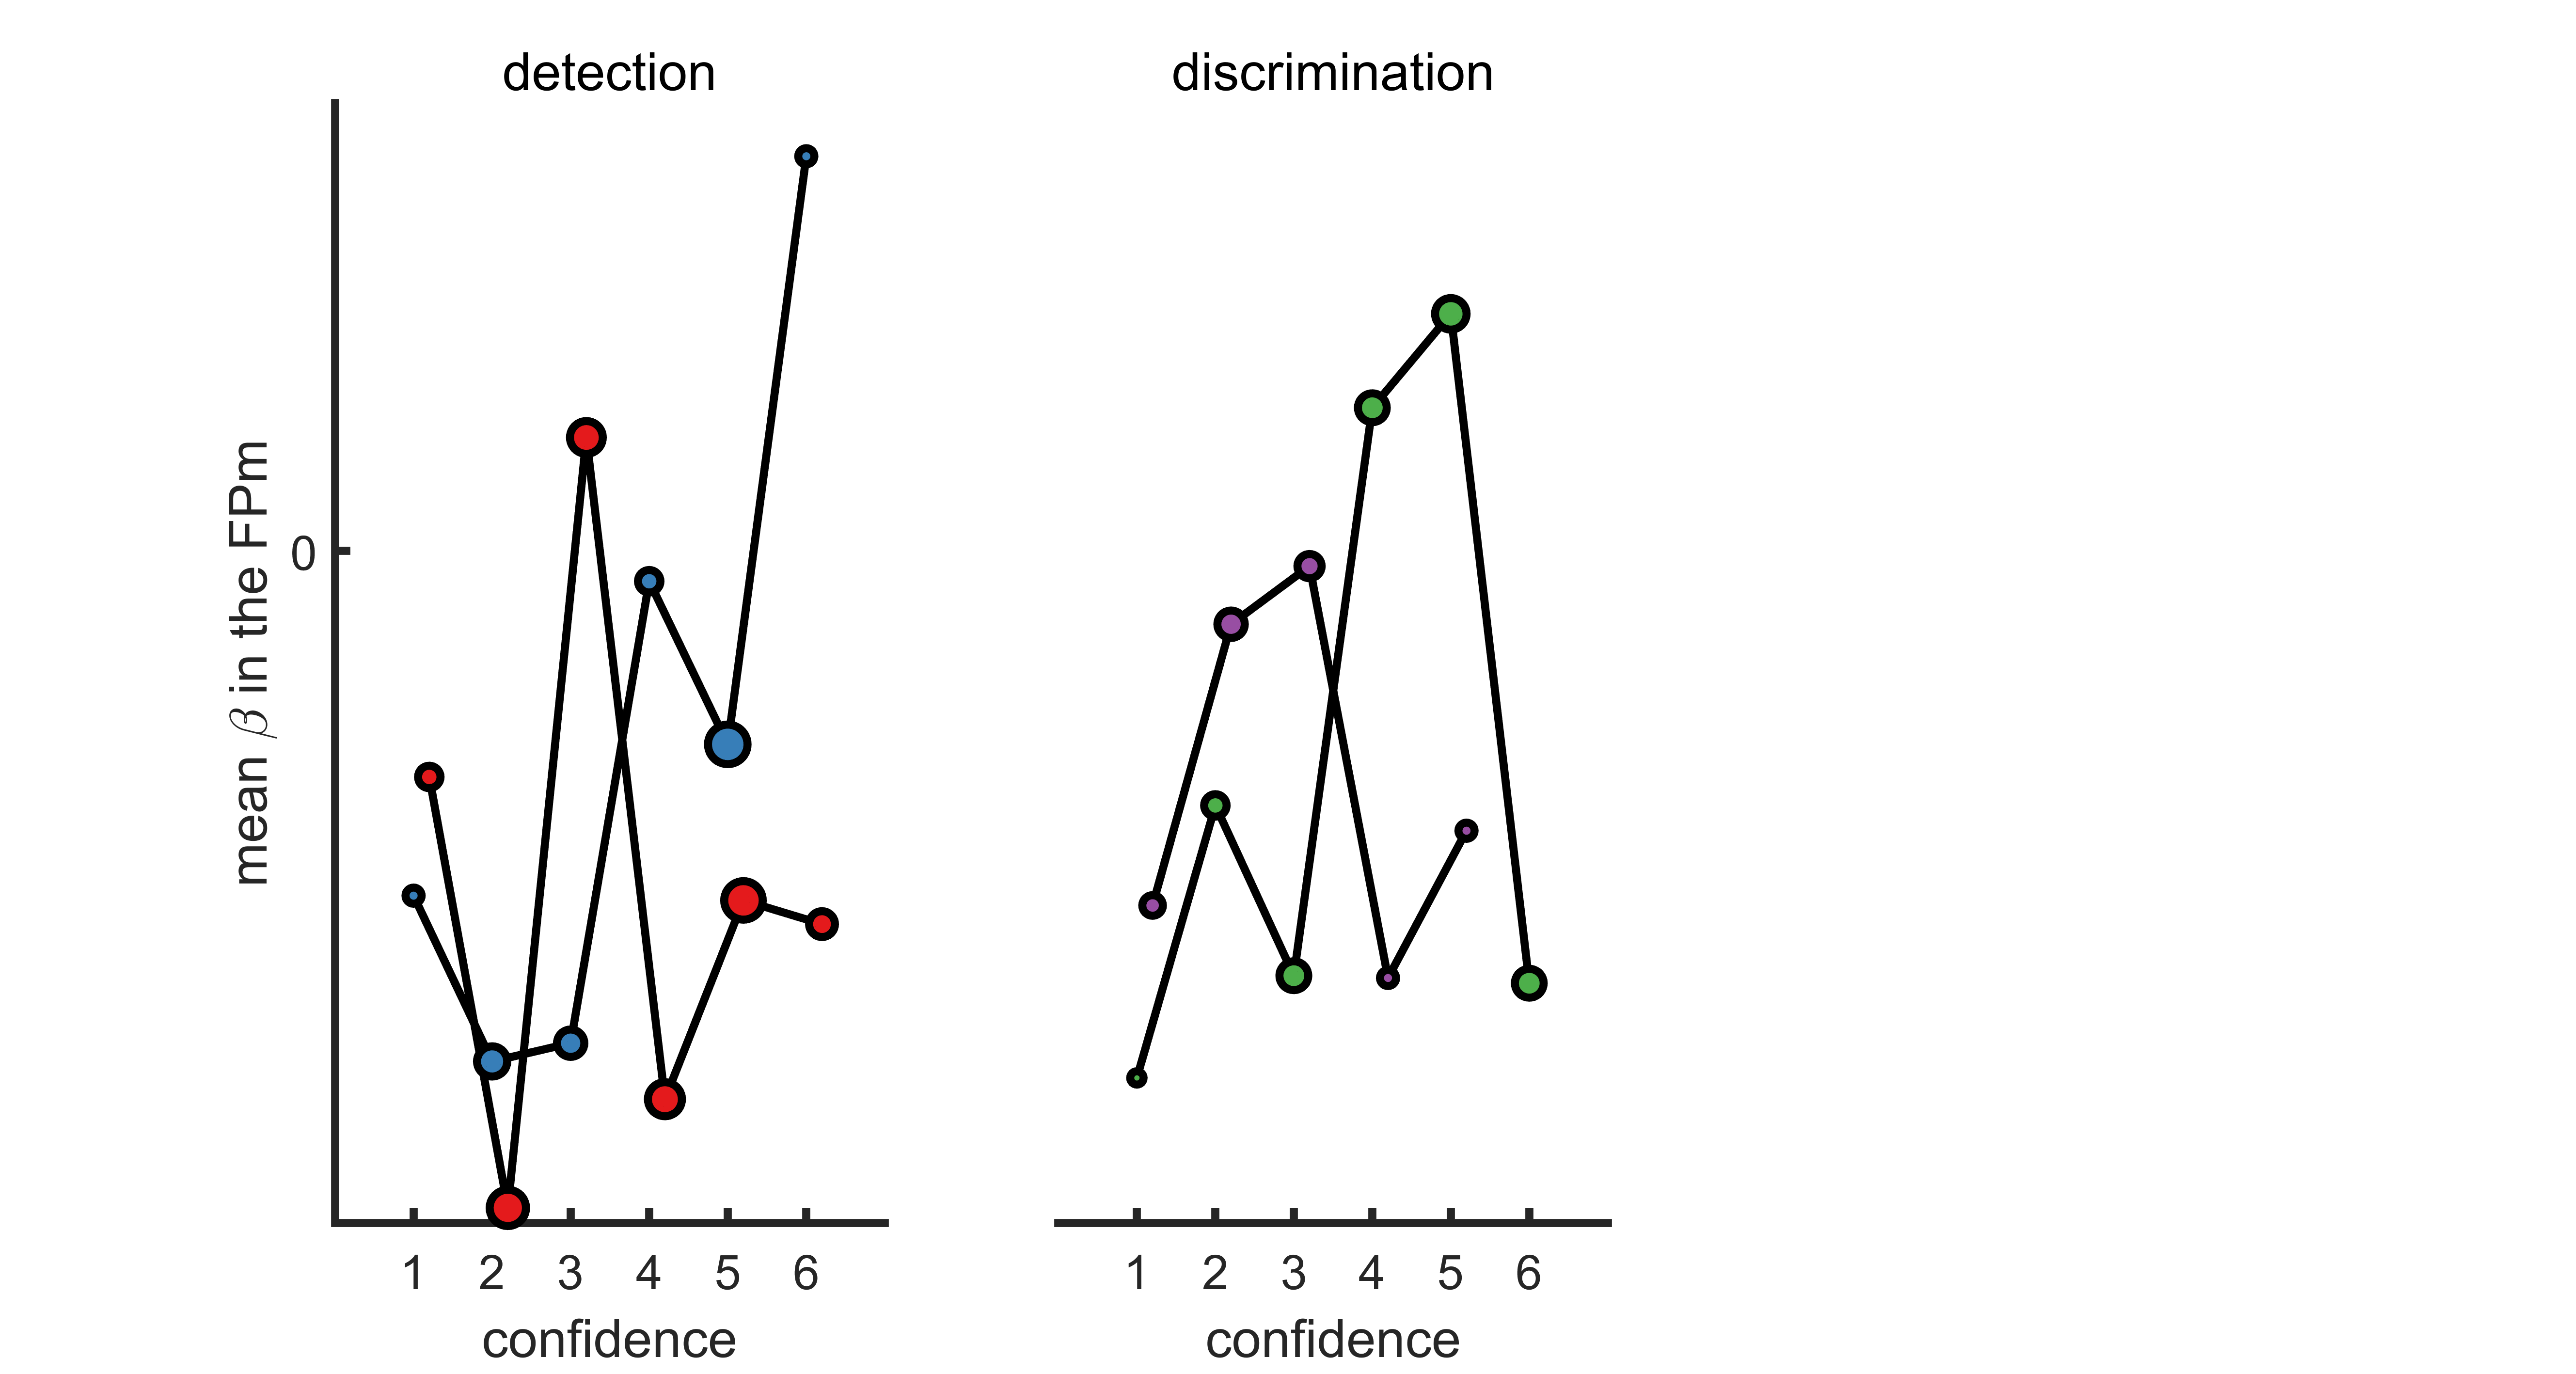 detection
discrimination
mean β in the FPm
0
1 2 3 4 5 6
1 2 3 4 5 6
confidence
confidence